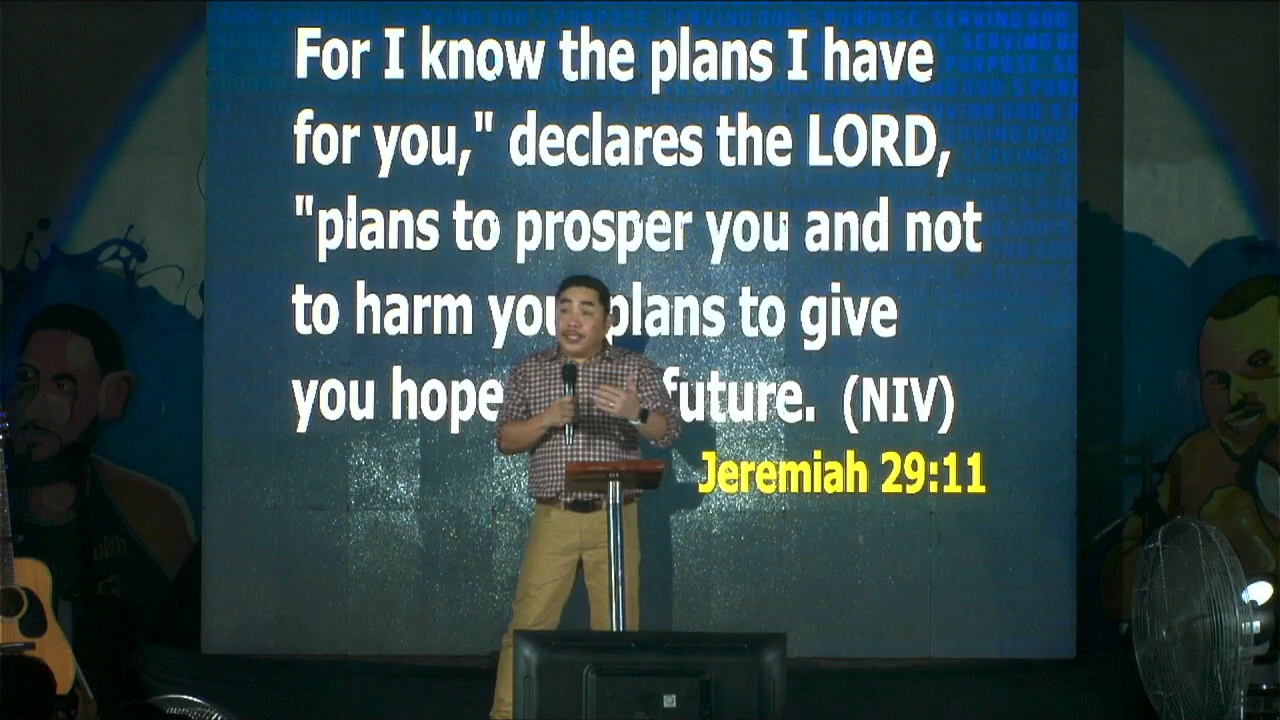 For I know the plans I have
for you," declares the LORD,
"plans to prosper you and not
to harm you plans to give
you hope future. (NIV)
Jeremiah 29:11